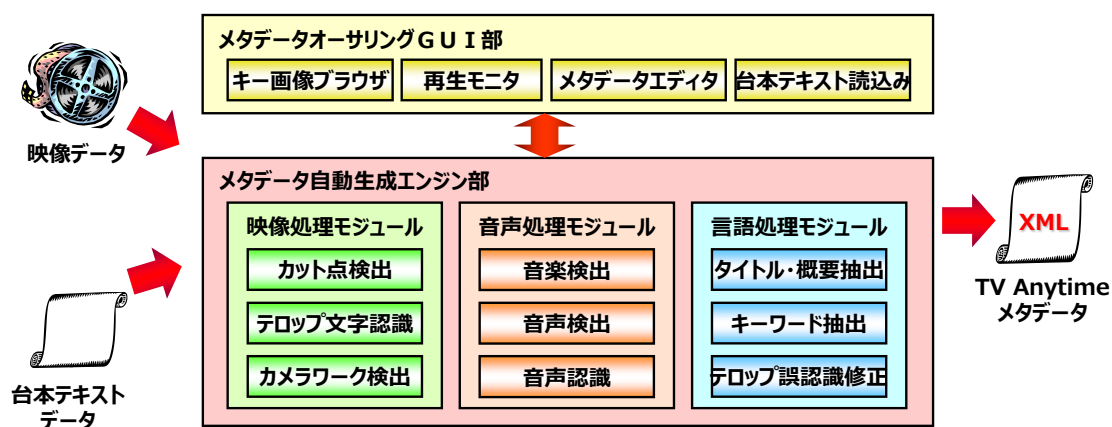 メタデータオーサリングGUI部
キー画像ブラウザ
再生モニタ
メタデータエディタ
台本テキスト読込み
映像データ
メタデータ自動生成エンジン部
映像処理モジュール
カット点検出
テロップ文字認識
カメラワーク検出
音声処理モジュール
音楽検出
音声検出
音声認識
言語処理モジュール
タイトル・概要抽出
キーワード抽出
テロップ誤認識修正
台本テキスト
データ
XML
TV Anytime
メタデータ